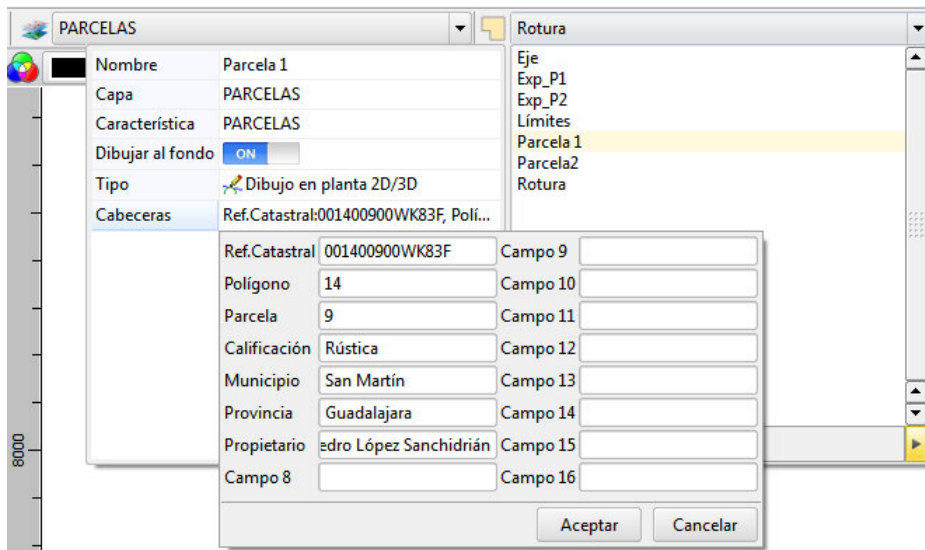 PARCELAS
Rotura
Nombre Parcela 1
Capa PARCELAS
Característica PARCELAS
Dibujar al fondo ON
Tipo Dibujo en planta 2D/3D
Cabeceras Ref.Catastral:001400900WK83F, Polí...
Eje
Exp_P1
Exp_P2
Límites
Parcela 1
Parcela2
Rotura
Ref.Catastral 001400900WK83F Campo 9
Polígono 14 Campo 10
Parcela 9 Campo 11
Calificación Rústica Campo 12
Municipio San Martín Campo 13
Provincia Guadalajara Campo 14
Propietario edro López Sanchidrián Campo 15
Campo 8 Campo 16
Aceptar Cancelar
8000